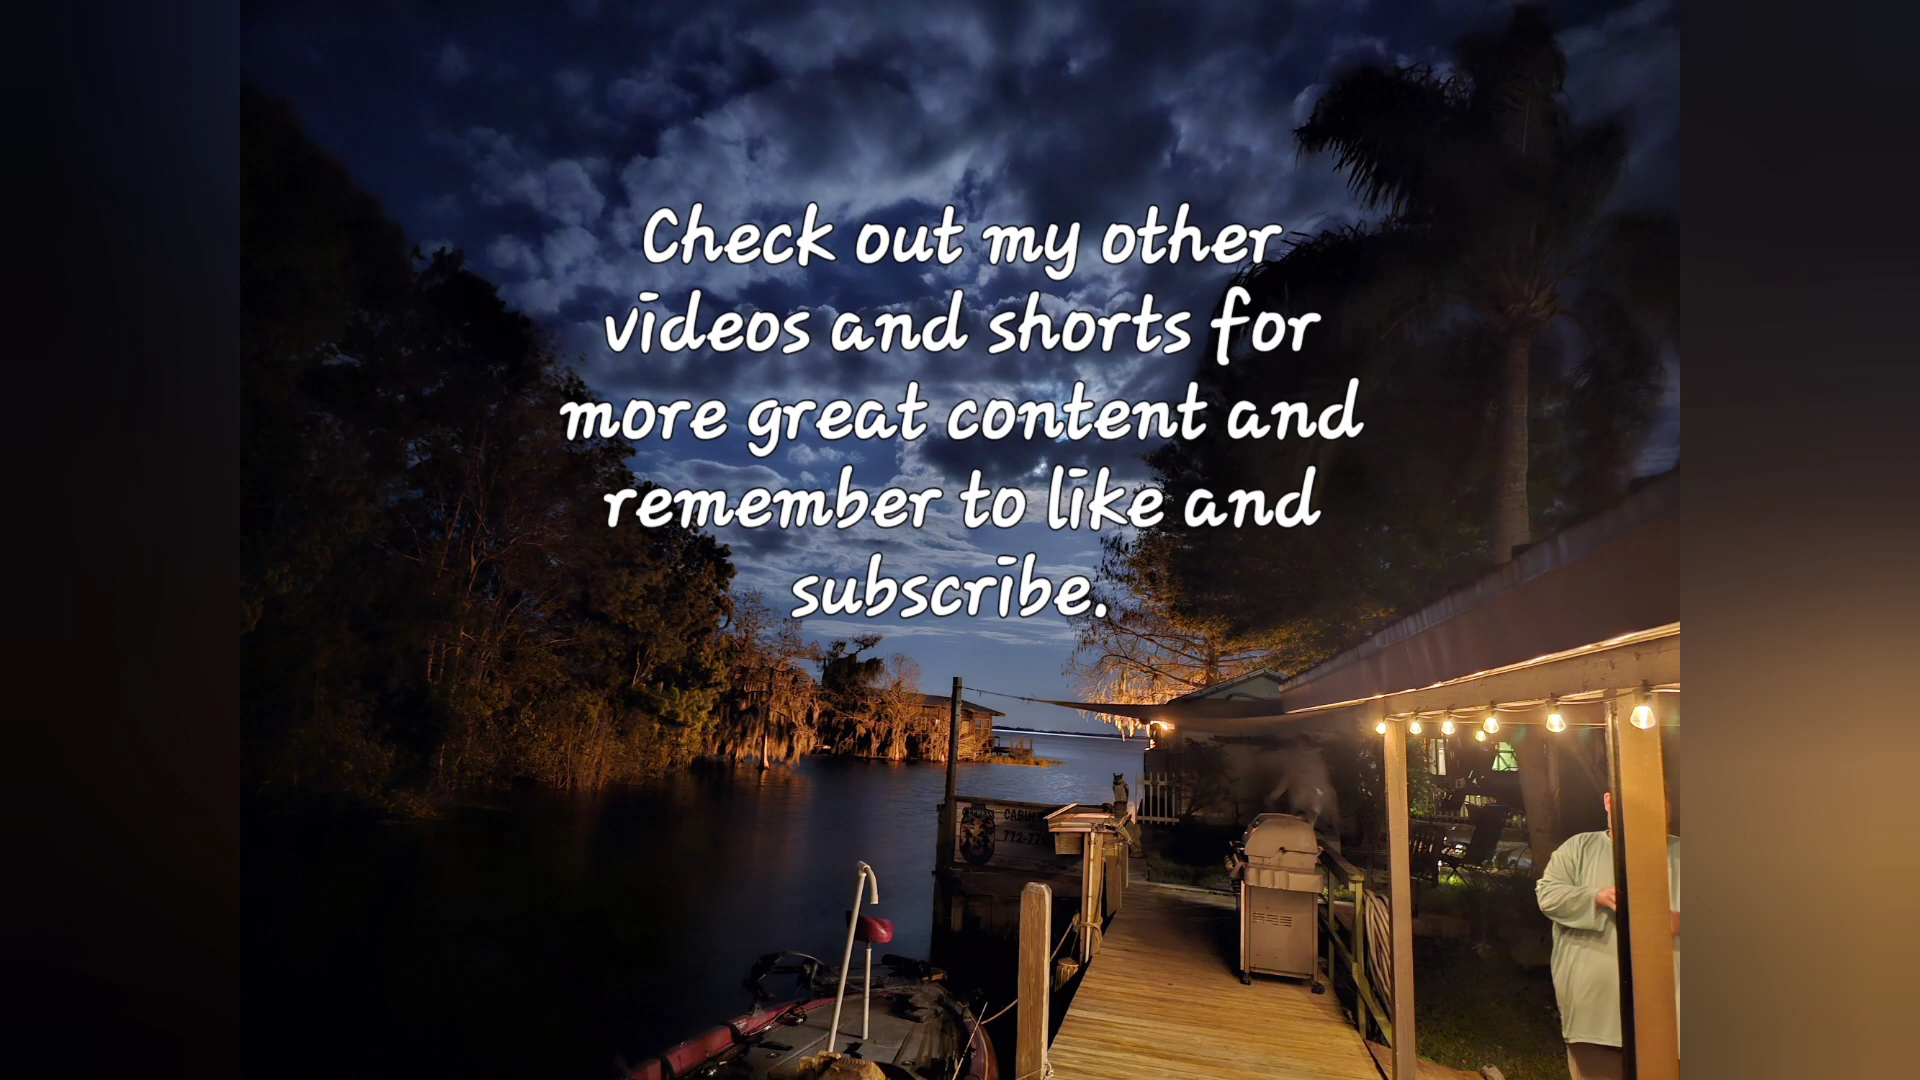 Check out my other
videos and shorts for
more great content and
remember to like and
subscribe.